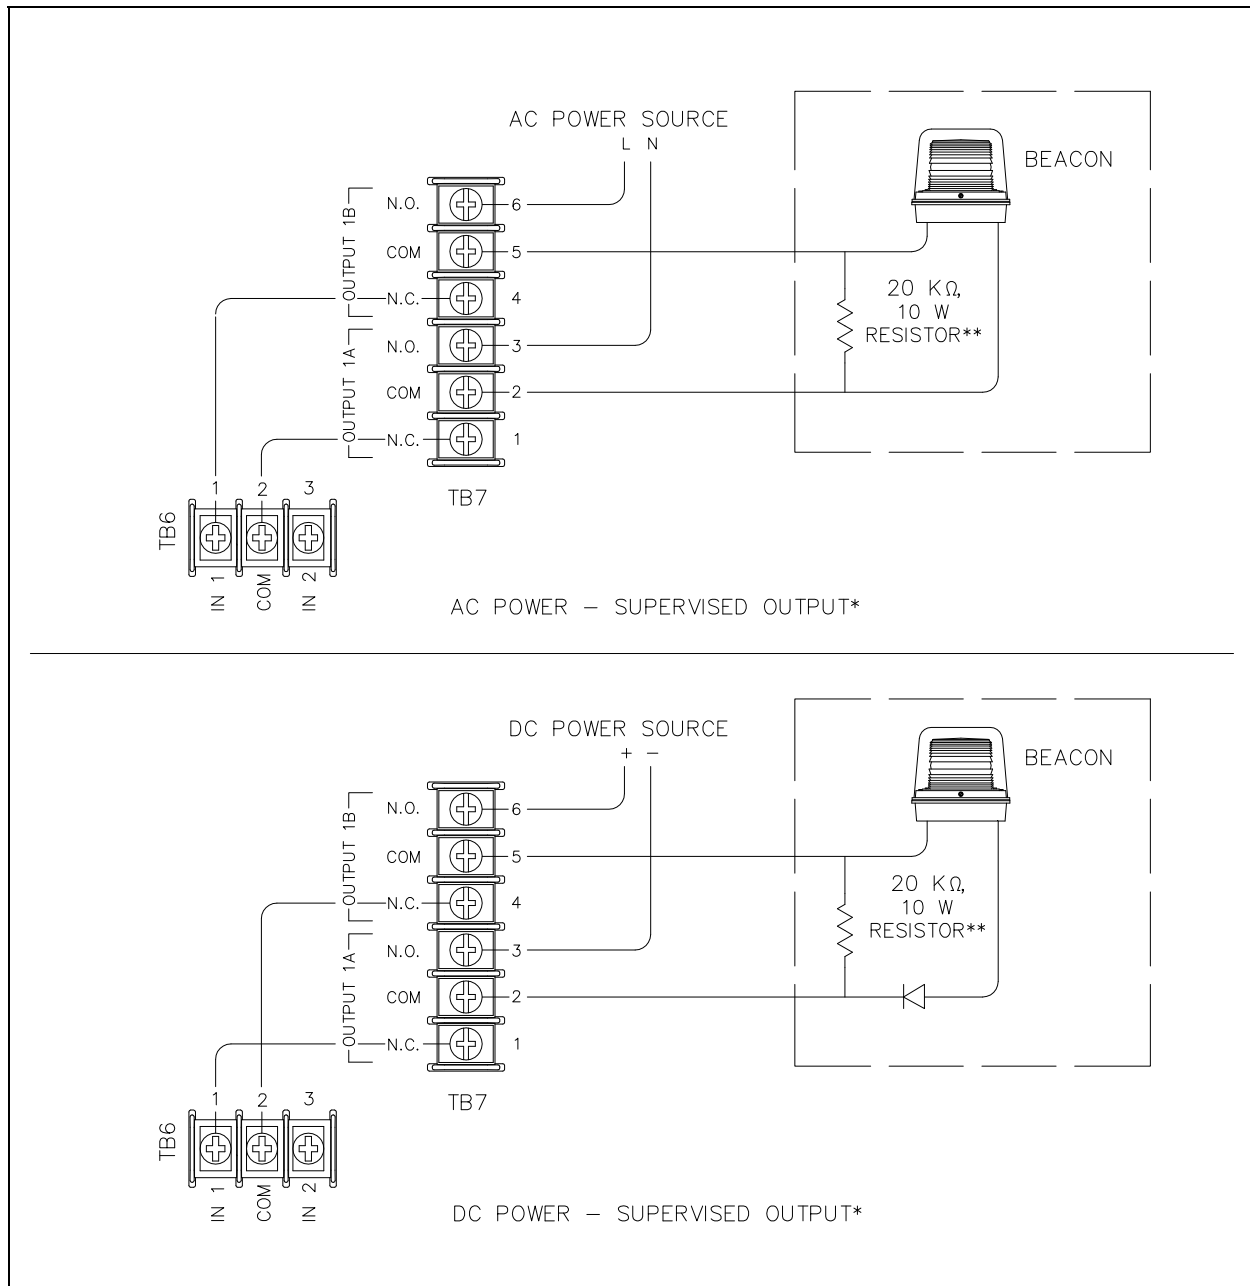 AC POWER SOURCE
L N
BEACON
OUTPUT 1B
N.O. 6
COM 5
N.C. 4
OUTPUT 1A
N.O. 3
COM 2
N.C. 1
20 KΩ,
10 W
RESISTOR**
TB7
1 2 3
TB6
IN 1
COM
IN 2
AC POWER – SUPERVISED OUTPUT*
DC POWER SOURCE
+ –
BEACON
OUTPUT 1B
N.O. 6
COM 5
N.C. 4
OUTPUT 1A
N.O. 3
COM 2
N.C. 1
20 KΩ,
10 W
RESISTOR**
TB7
1 2 3
TB6
IN 1
COM
IN 2
DC POWER – SUPERVISED OUTPUT*